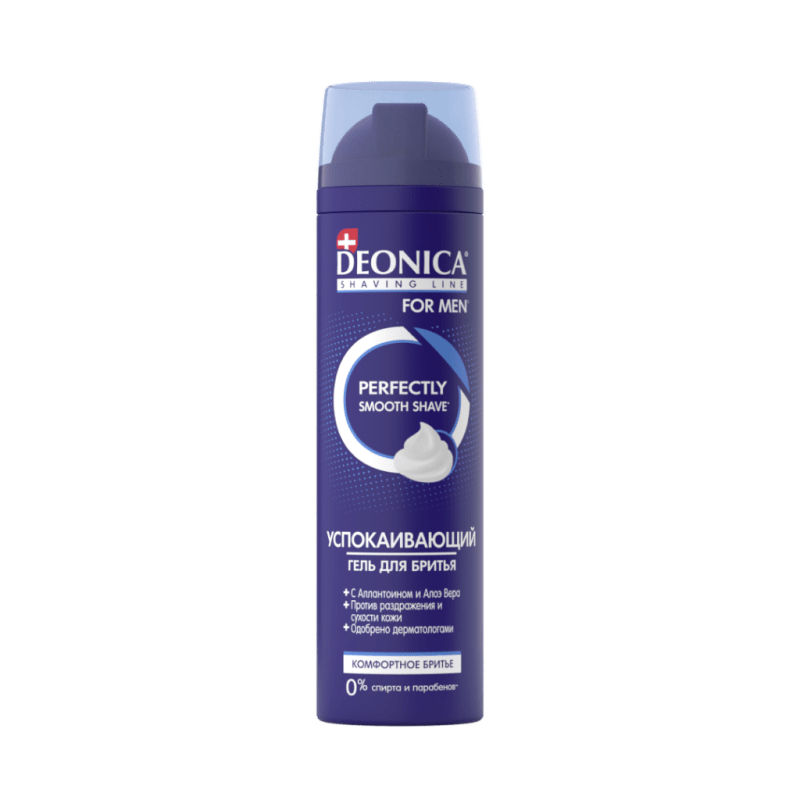 DEONICA®
SHAVING LINE
FOR MEN
PERFECTLY
SMOOTH SHAVE*
УСПОКАИВАЮЩИЙ
ГЕЛЬ ДЛЯ БРИТЬЯ
+ С Аллантоином и Алоэ Вера
+ Против раздражения и
сухости кожи
+ Одобрено дерматологами
КОМФОРТНОЕ БРИТЬЕ
0% спирта и парабенов**